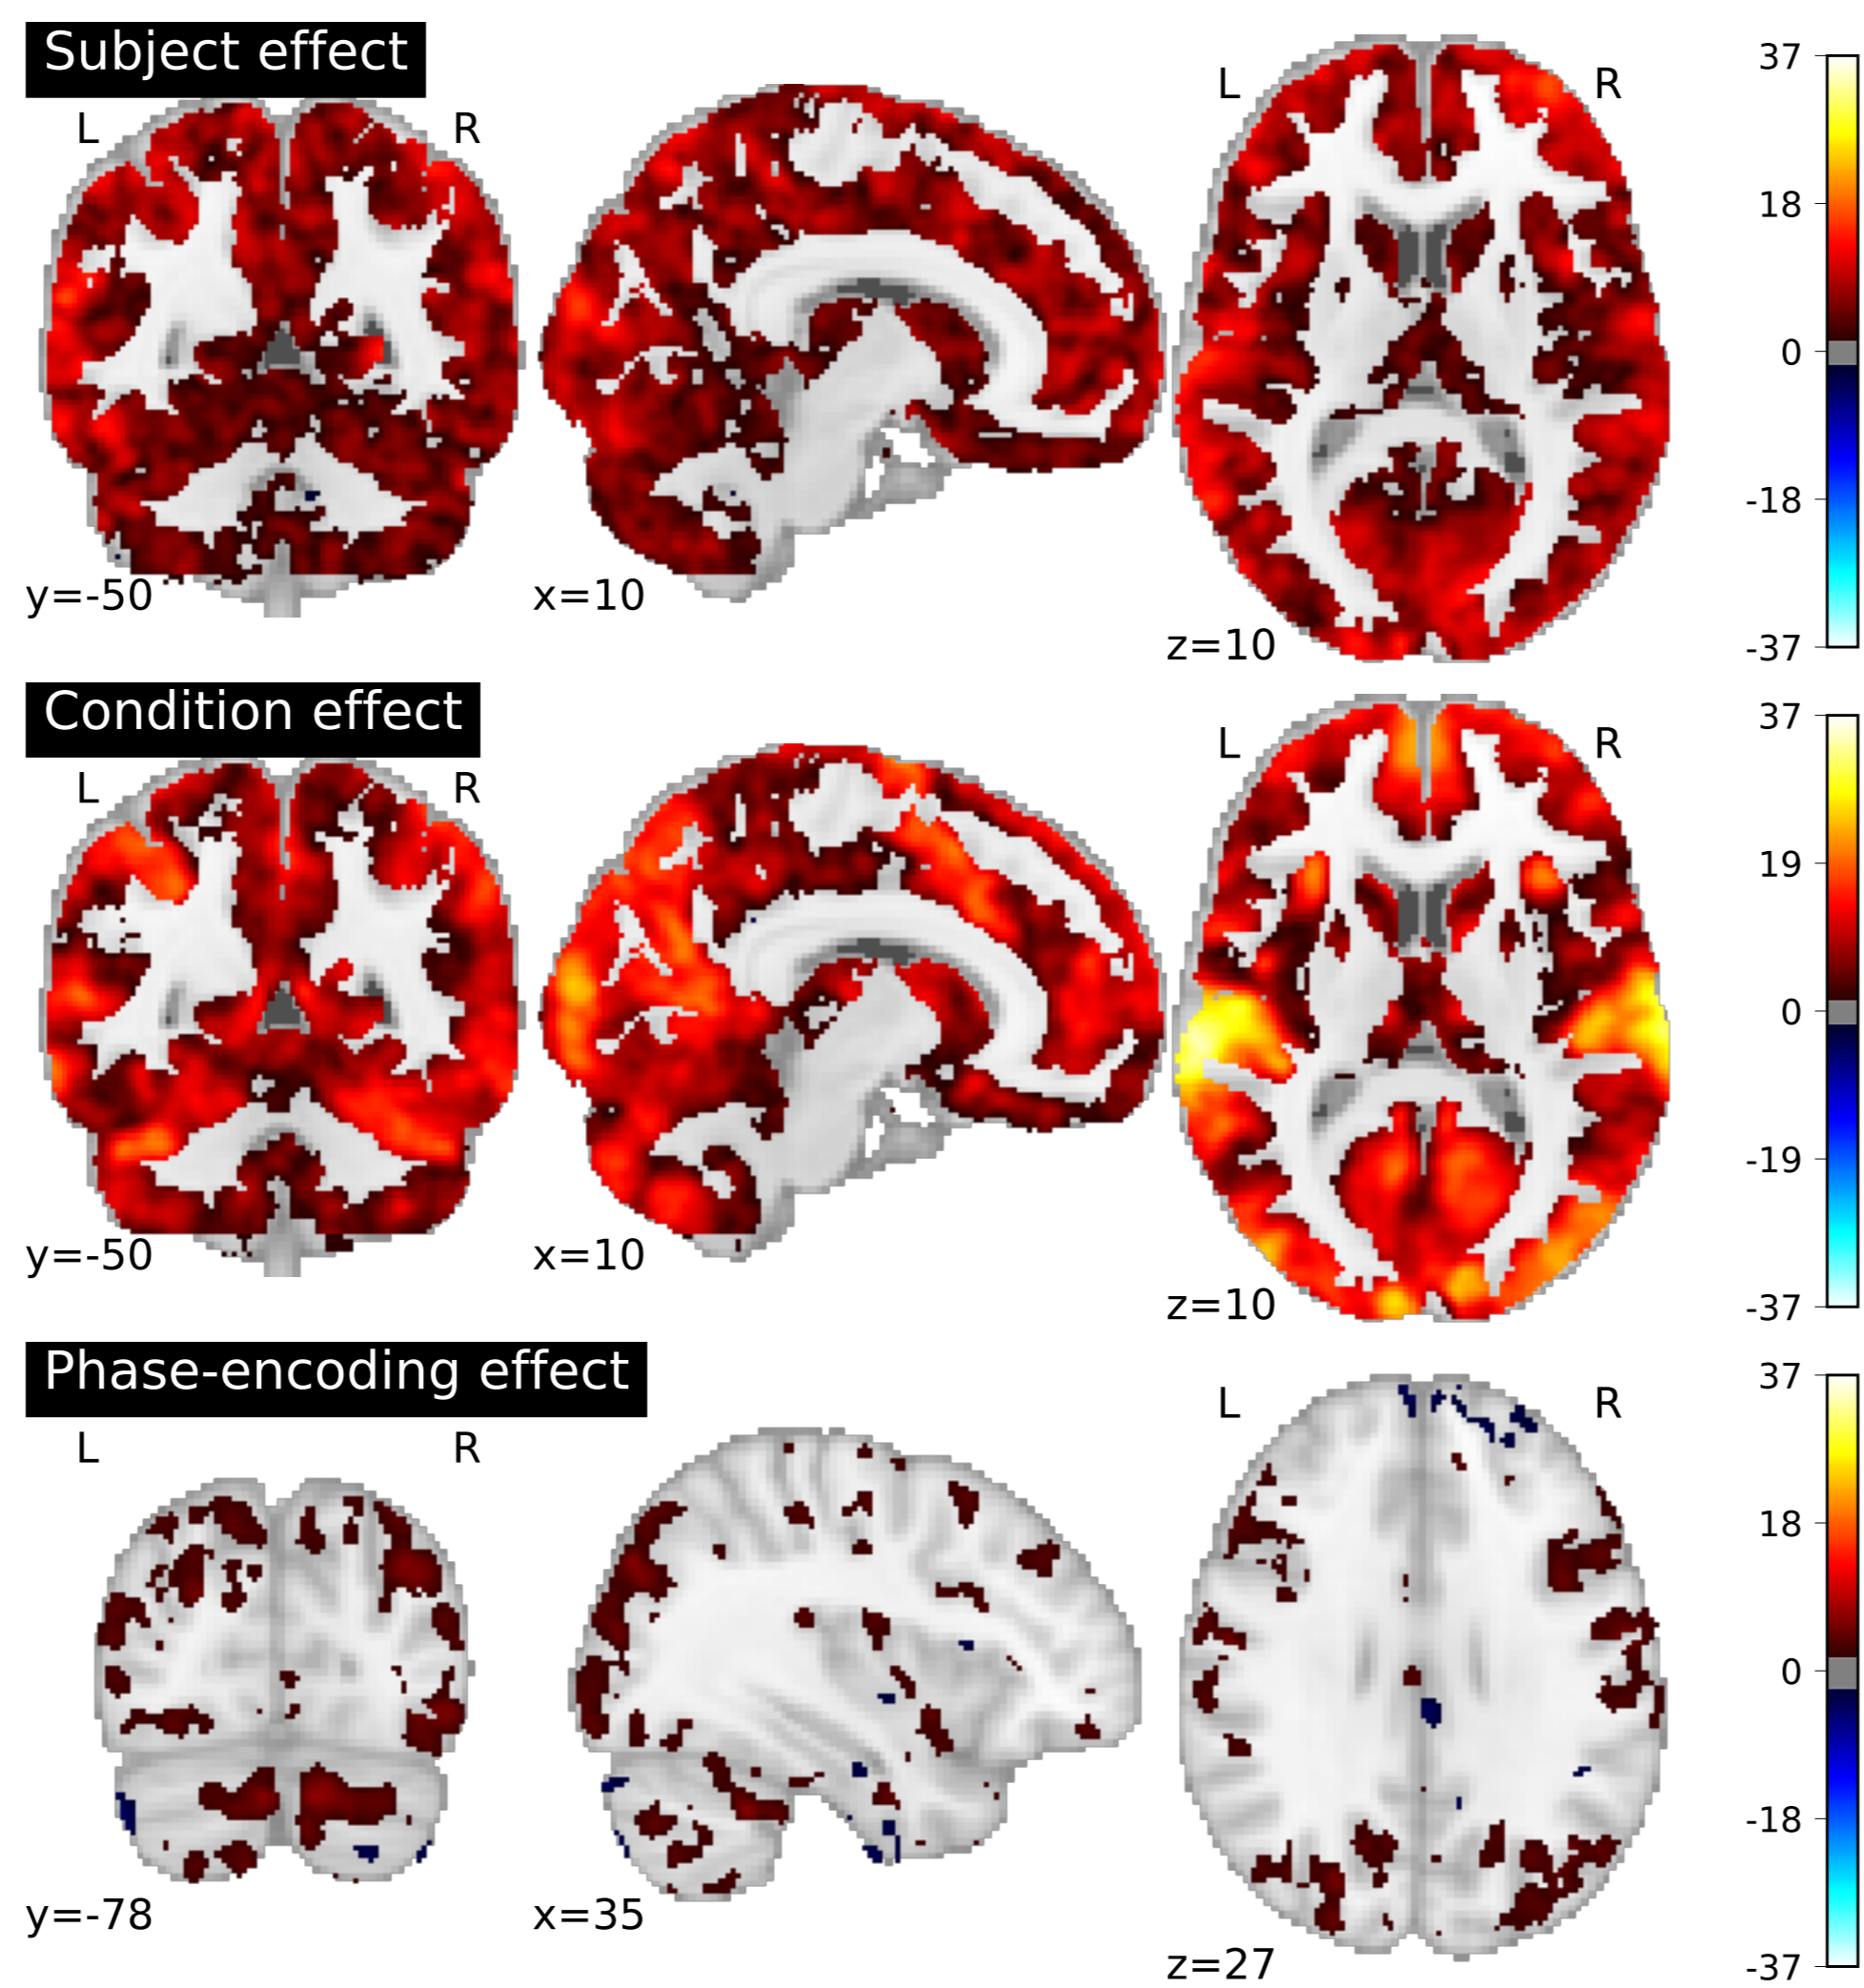 Subject effect
L R
L R
y=-50
x=10
z=10
37
18
0
-18
-37
Condition effect
L R
L R
y=-50
x=10
z=10
37
19
0
-19
-37
Phase-encoding effect
L R
L R
y=-78
x=35
z=27
37
18
0
-18
-37